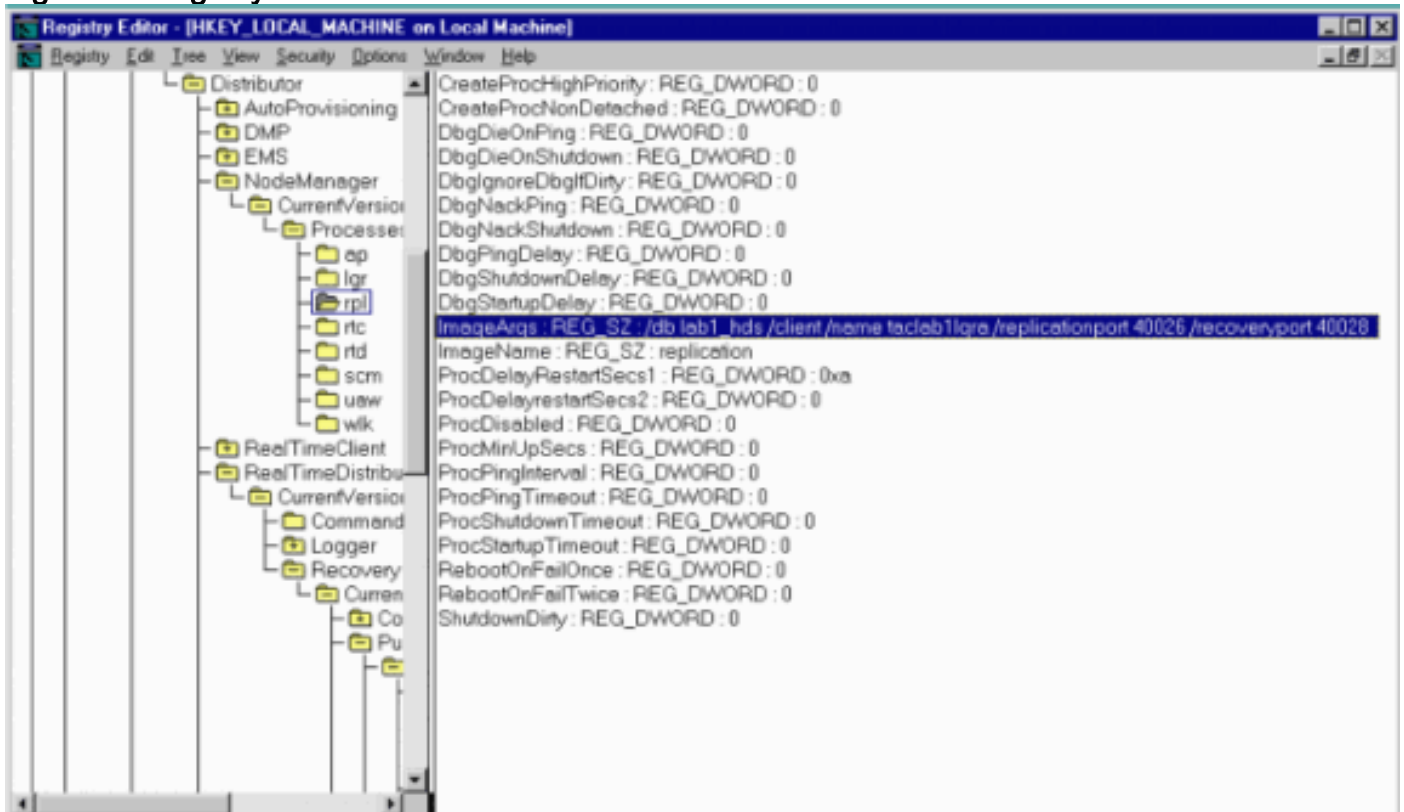 Registry Editor - [HKEY_LOCAL_MACHINE on Local Machine]
Registry Edit Tree View Security Options Window Help
Distributor
AutoProvisioning
DMP
EMS
NodeManager
CurrentVersion
Processes
ap
lgr
rpl
rtc
rtd
scm
uaw
wlk
RealTimeClient
RealTimeDistribu
CurrentVersion
Command
Logger
Recovery
Curren
Co
Pu
CreateProcHighPriority : REG_DWORD : 0
CreateProcNonDetached : REG_DWORD : 0
DbgDieOnPing : REG_DWORD : 0
DbgDieOnShutdown : REG_DWORD : 0
DbgIgnoreDbgIfDirty : REG_DWORD : 0
DbgNackPing : REG_DWORD : 0
DbgNackShutdown : REG_DWORD : 0
DbgPingDelay : REG_DWORD : 0
DbgShutdownDelay : REG_DWORD : 0
DbgStartupDelay : REG_DWORD : 0
ImageArgs : REG_SZ : /db lab1_hds /client /name taclab1lgra /replicationport 40026 /recoveryport 40028
ImageName : REG_SZ : replication
ProcDelayRestartSecs1 : REG_DWORD : 0xa
ProcDelayrestartSecs2 : REG_DWORD : 0
ProcDisabled : REG_DWORD : 0
ProcMinUpSecs : REG_DWORD : 0
ProcPingInterval : REG_DWORD : 0
ProcPingTimeout : REG_DWORD : 0
ProcShutdownTimeout : REG_DWORD : 0
ProcStartupTimeout : REG_DWORD : 0
RebootOnFailOnce : REG_DWORD : 0
RebootOnFailTwice : REG_DWORD : 0
ShutdownDirty : REG_DWORD : 0